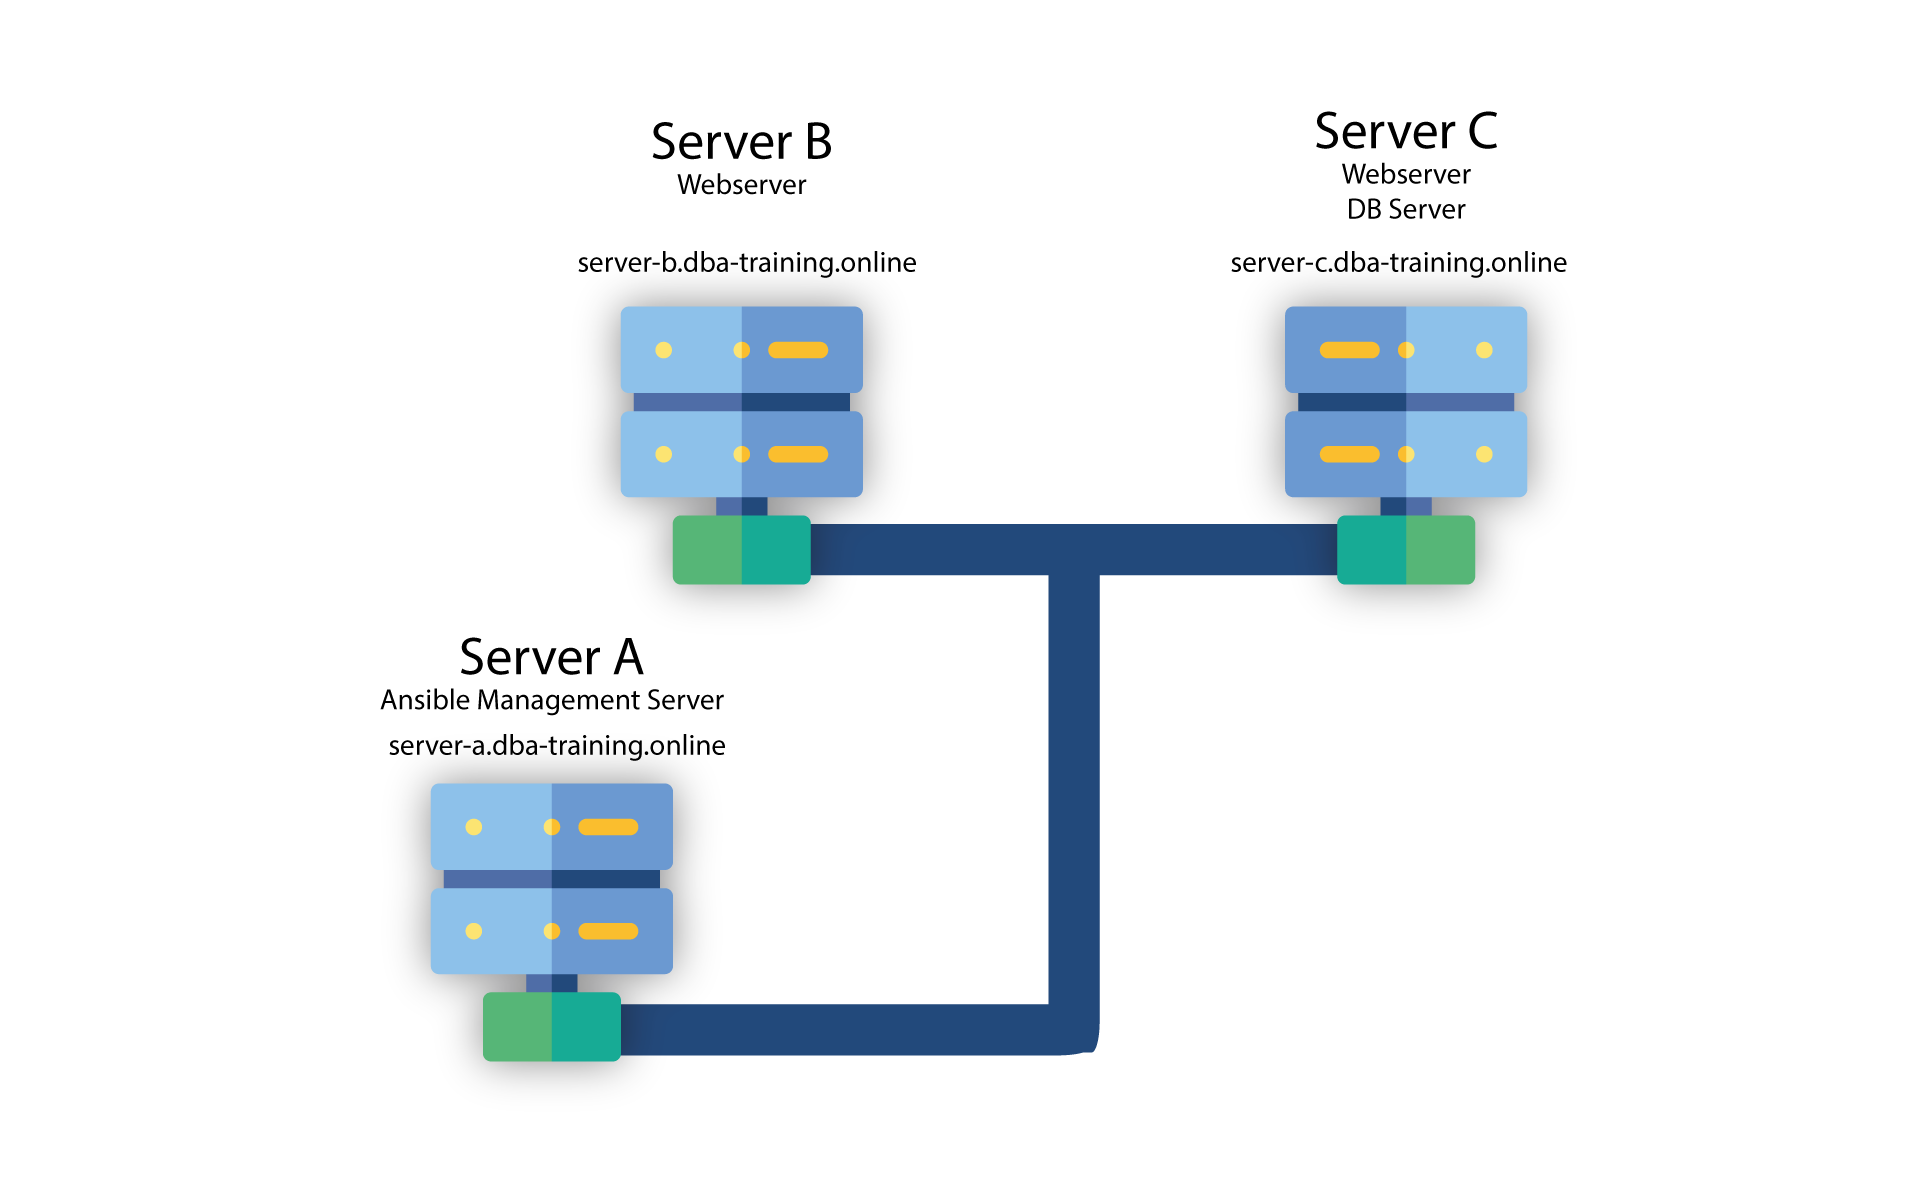 Server B
Webserver
server-b.dba-training.online
Server C
Webserver
DB Server
server-c.dba-training.online
Server A
Ansible Management Server
server-a.dba-training.online